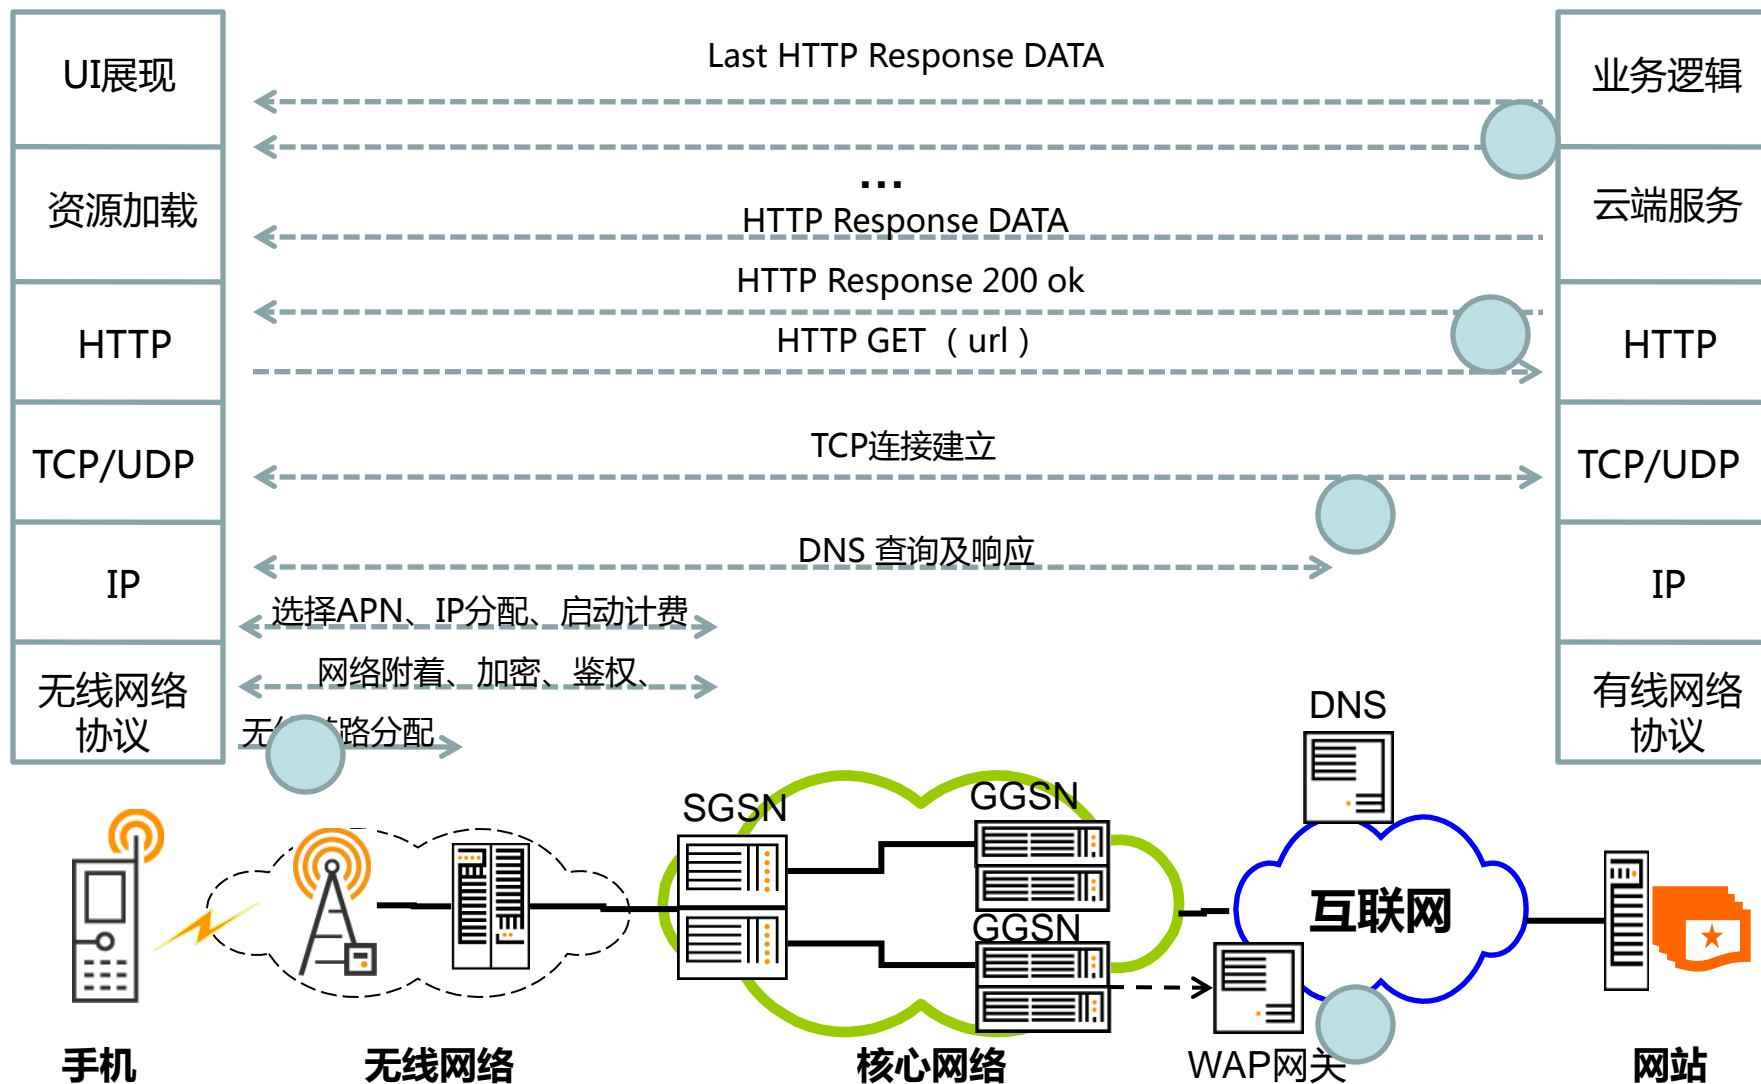 UI展现
资源加载
HTTP
TCP/UDP
IP
无线网络
协议
Last HTTP Response DATA
...
HTTP Response DATA
HTTP Response 200 ok
HTTP GET（url）
TCP连接建立
DNS 查询及响应
选择APN、IP分配、启动计费
网络附着、加密、鉴权、
路分配
业务逻辑
云端服务
HTTP
TCP/UDP
IP
有线网络
协议
DNS
SGSN
GGSN
GGSN
互联网
WAP网关
手机
无线网络
核心网络
网站